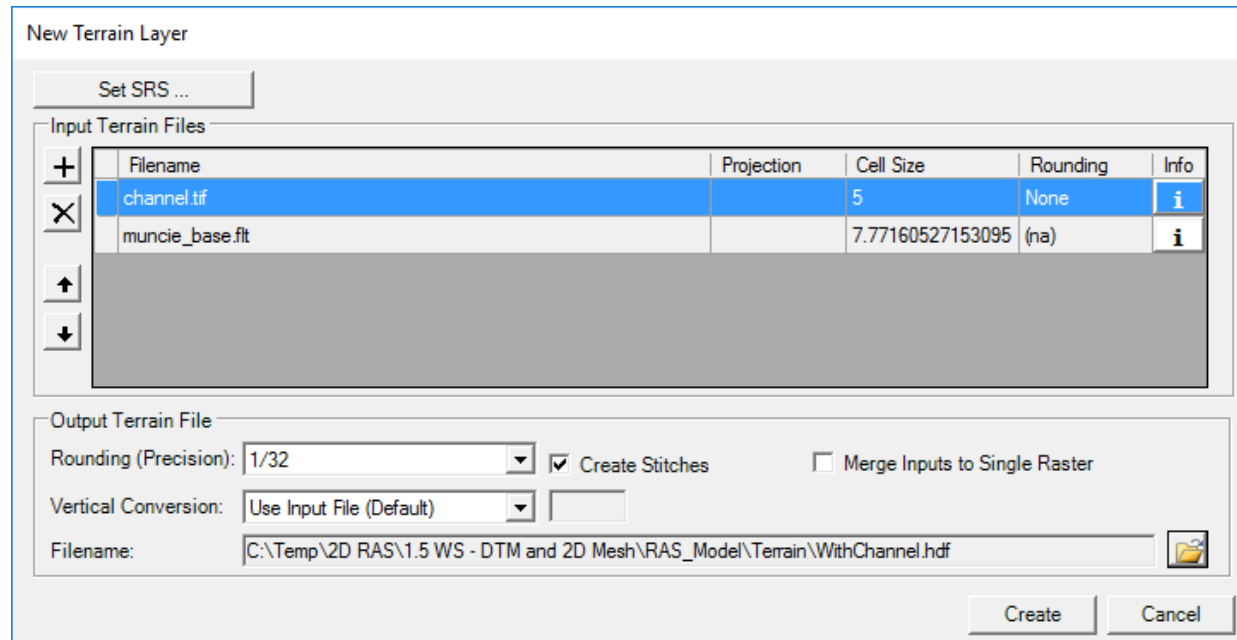 New Terrain Layer
Set SRS ...
Input Terrain Files
Filename Projection Cell Size Rounding Info
channel.tif 5 None i
muncie_base.flt 7.77160527153095 (na) i
Output Terrain File
Rounding (Precision): 1/32 Create Stitches Merge Inputs to Single Raster
Vertical Conversion: Use Input File (Default)
Filename: C:\Temp\2D RAS\1.5 WS - DTM and 2D Mesh\RAS_Model\Terrain\WithChannel.hdf
Create Cancel